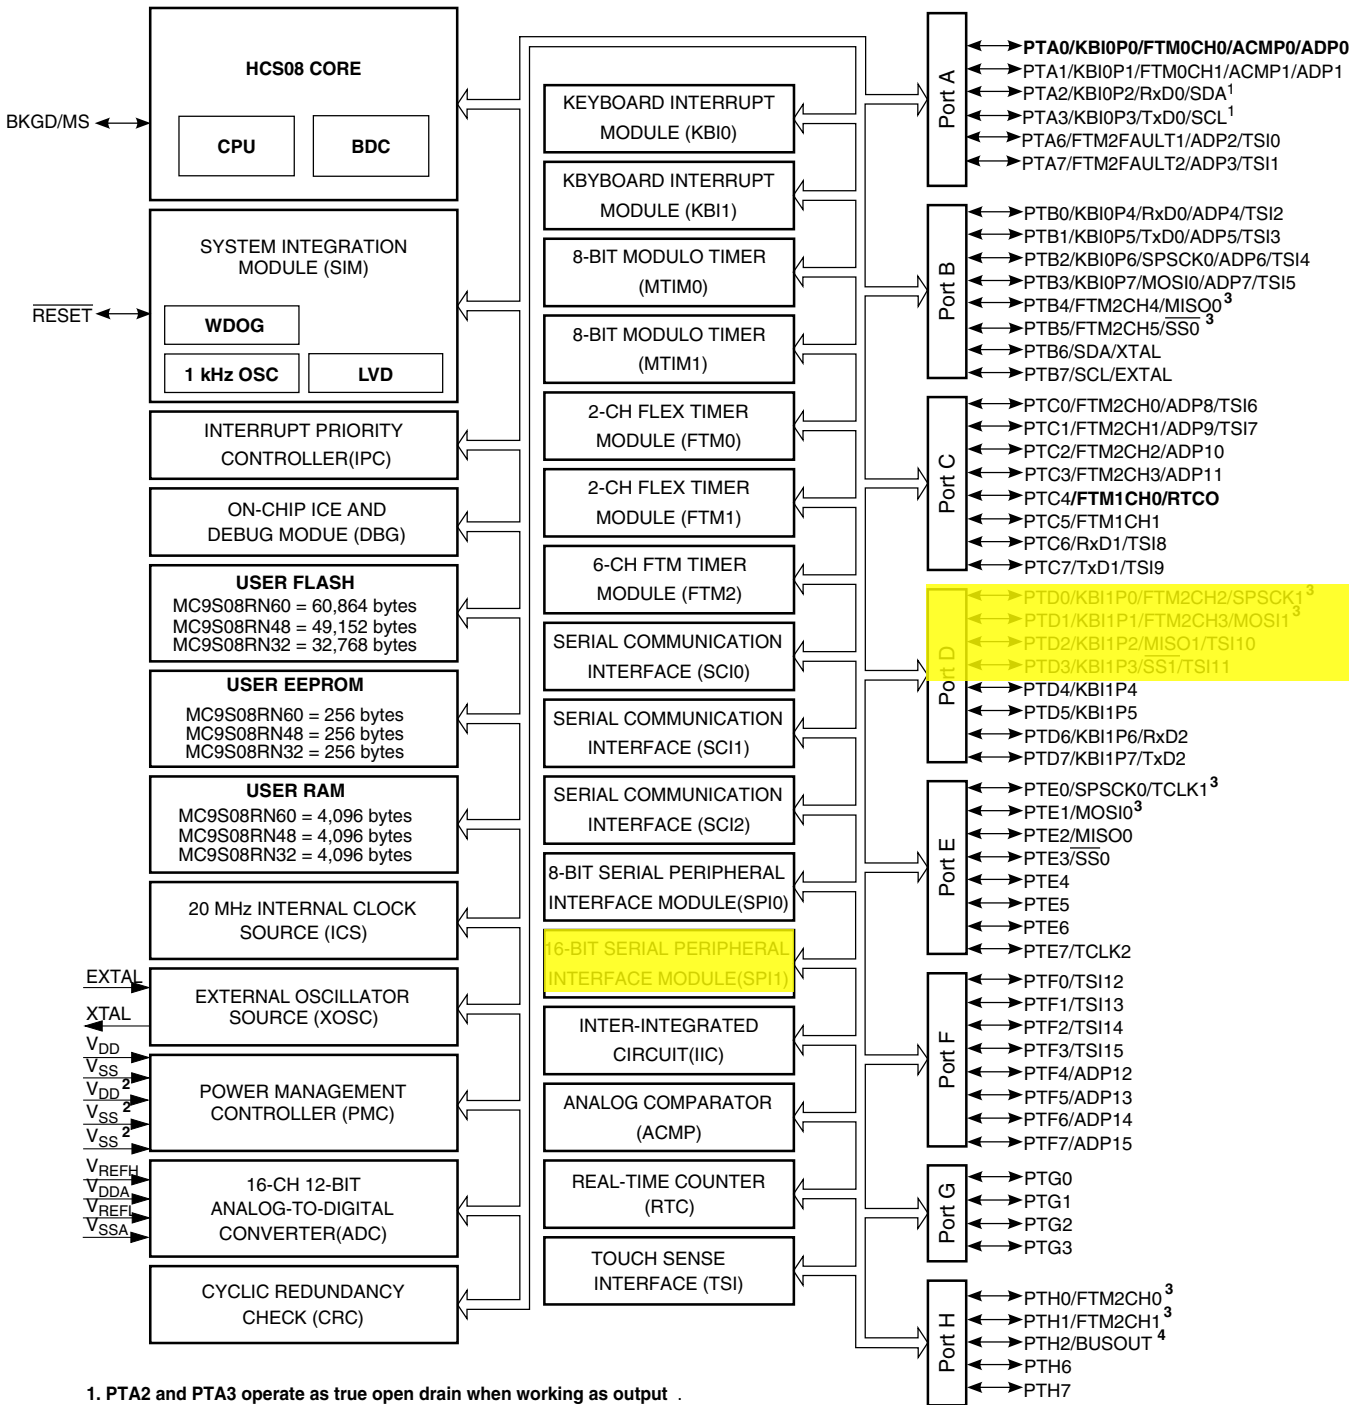 HCS08 CORE
CPU
BDC
BKGD/MS
SYSTEM INTEGRATION
MODULE (SIM)
RESET
WDOG
1 kHz OSC
LVD
INTERRUPT PRIORITY
CONTROLLER(IPC)
ON-CHIP ICE AND
DEBUG MODUE (DBG)
USER FLASH
MC9S08RN60 = 60,864 bytes
MC9S08RN48 = 49,152 bytes
MC9S08RN32 = 32,768 bytes
USER EEPROM
MC9S08RN60 = 256 bytes
MC9S08RN48 = 256 bytes
MC9S08RN32 = 256 bytes
USER RAM
MC9S08RN60 = 4,096 bytes
MC9S08RN48 = 4,096 bytes
MC9S08RN32 = 4,096 bytes
20 MHz INTERNAL CLOCK
SOURCE (ICS)
EXTAL
XTAL
EXTERNAL OSCILLATOR
SOURCE (XOSC)
VDD
VSS
VDD 2
VSS 2
VSS 2
POWER MANAGEMENT
CONTROLLER (PMC)
VREFH
VDDA
VREFL
VSSA
16-CH 12-BIT
ANALOG-TO-DIGITAL
CONVERTER(ADC)
CYCLIC REDUNDANCY
CHECK (CRC)
KEYBOARD INTERRUPT
MODULE (KBI0)
KBYBOARD INTERRUPT
MODULE (KBI1)
8-BIT MODULO TIMER
(MTIM0)
8-BIT MODULO TIMER
(MTIM1)
2-CH FLEX TIMER
MODULE (FTM0)
2-CH FLEX TIMER
MODULE (FTM1)
6-CH FTM TIMER
MODULE (FTM2)
SERIAL COMMUNICATION
INTERFACE (SCI0)
SERIAL COMMUNICATION
INTERFACE (SCI1)
SERIAL COMMUNICATION
INTERFACE (SCI2)
8-BIT SERIAL PERIPHERAL
INTERFACE MODULE(SPI0)
16-BIT SERIAL PERIPHERAL
INTERFACE MODULE(SPI1)
INTER-INTEGRATED
CIRCUIT(IIC)
ANALOG COMPARATOR
(ACMP)
REAL-TIME COUNTER
(RTC)
TOUCH SENSE
INTERFACE (TSI)
Port A
PTA0/KBI0P0/FTM0CH0/ACMP0/ADP0
PTA1/KBI0P1/FTM0CH1/ACMP1/ADP1
PTA2/KBI0P2/RxD0/SDA1
PTA3/KBI0P3/TxD0/SCL1
PTA6/FTM2FAULT1/ADP2/TSI0
PTA7/FTM2FAULT2/ADP3/TSI1
Port B
PTB0/KBI0P4/RxD0/ADP4/TSI2
PTB1/KBI0P5/TxD0/ADP5/TSI3
PTB2/KBI0P6/SPSCK0/ADP6/TSI4
PTB3/KBI0P7/MOSI0/ADP7/TSI5
PTB4/FTM2CH4/MISO0 3
PTB5/FTM2CH5/SS0 3
PTB6/SDA/XTAL
PTB7/SCL/EXTAL
Port C
PTC0/FTM2CH0/ADP8/TSI6
PTC1/FTM2CH1/ADP9/TSI7
PTC2/FTM2CH2/ADP10
PTC3/FTM2CH3/ADP11
PTC4/FTM1CH0/RTCO
PTC5/FTM1CH1
PTC6/RxD1/TSI8
PTC7/TxD1/TSI9
Port D
PTD0/KBI1P0/FTM2CH2/SPSCK1 3
PTD1/KBI1P1/FTM2CH3/MOSI1 3
PTD2/KBI1P2/MISO1/TSI10
PTD3/KBI1P3/SS1/TSI11
PTD4/KBI1P4
PTD5/KBI1P5
PTD6/KBI1P6/RxD2
PTD7/KBI1P7/TxD2
Port E
PTE0/SPSCK0/TCLK1 3
PTE1/MOSI0 3
PTE2/MISO0
PTE3/SS0
PTE4
PTE5
PTE6
PTE7/TCLK2
Port F
PTF0/TSI12
PTF1/TSI13
PTF2/TSI14
PTF3/TSI15
PTF4/ADP12
PTF5/ADP13
PTF6/ADP14
PTF7/ADP15
Port G
PTG0
PTG1
PTG2
PTG3
Port H
PTH0/FTM2CH0 3
PTH1/FTM2CH1 3
PTH2/BUSOUT 4
PTH6
PTH7
1. PTA2 and PTA3 operate as true open drain when working as output .